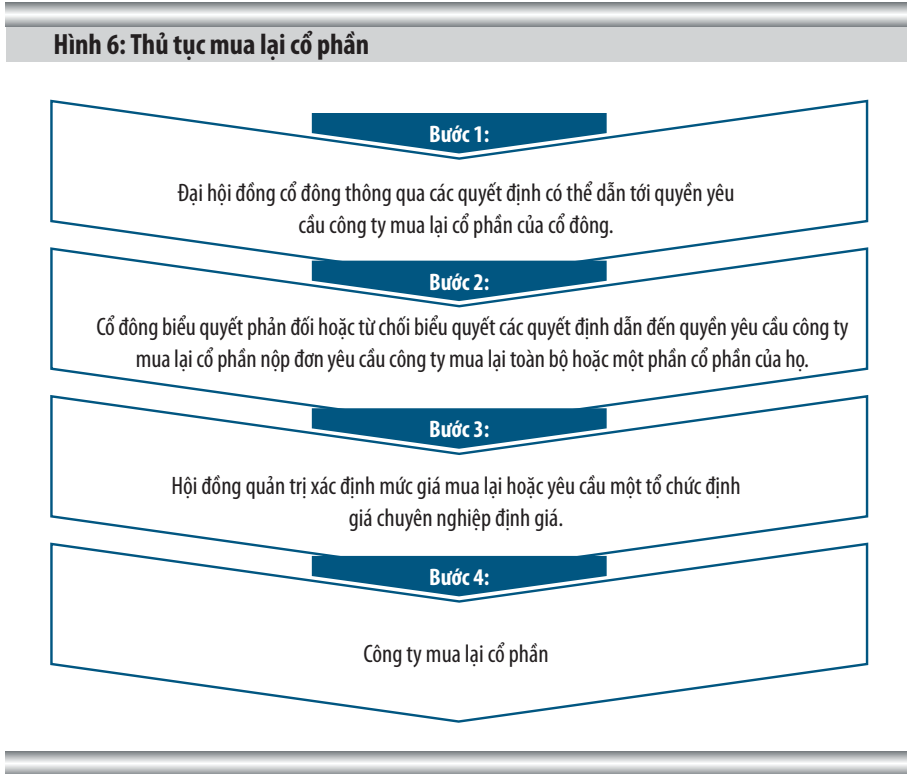 Hình 6: Thủ tục mua lại cổ phần
Bước 1:
Đại hội đồng cổ đông thông qua các quyết định có thể dẫn tới quyền yêu
cầu công ty mua lại cổ phần của cổ đông.
Bước 2:
Cổ đông biểu quyết phản đối hoặc từ chối biểu quyết các quyết định dẫn đến quyền yêu cầu công ty
mua lại cổ phần nộp đơn yêu cầu công ty mua lại toàn bộ hoặc một phần cổ phần của họ.
Bước 3:
Hội đồng quản trị xác định mức giá mua lại hoặc yêu cầu một tổ chức định
giá chuyên nghiệp định giá.
Bước 4:
Công ty mua lại cổ phần